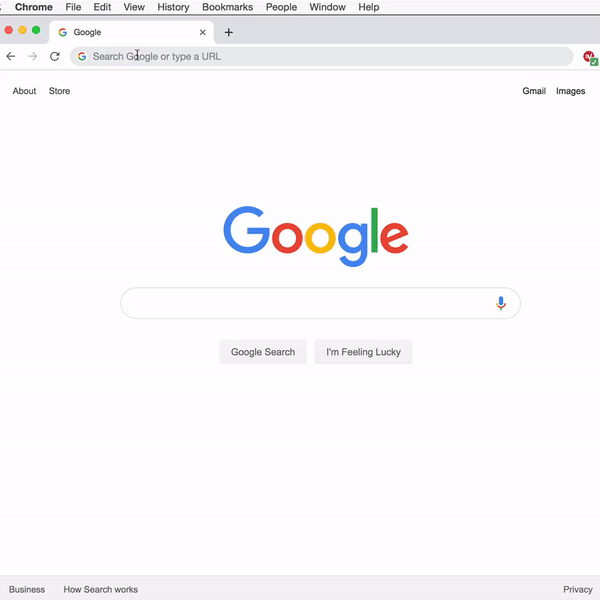 Chrome File Edit View History Bookmarks People Window Help
Google
Search Google or type a URL
About Store Gmail Images
Google
Google Search I'm Feeling Lucky
Business How Search works Privacy